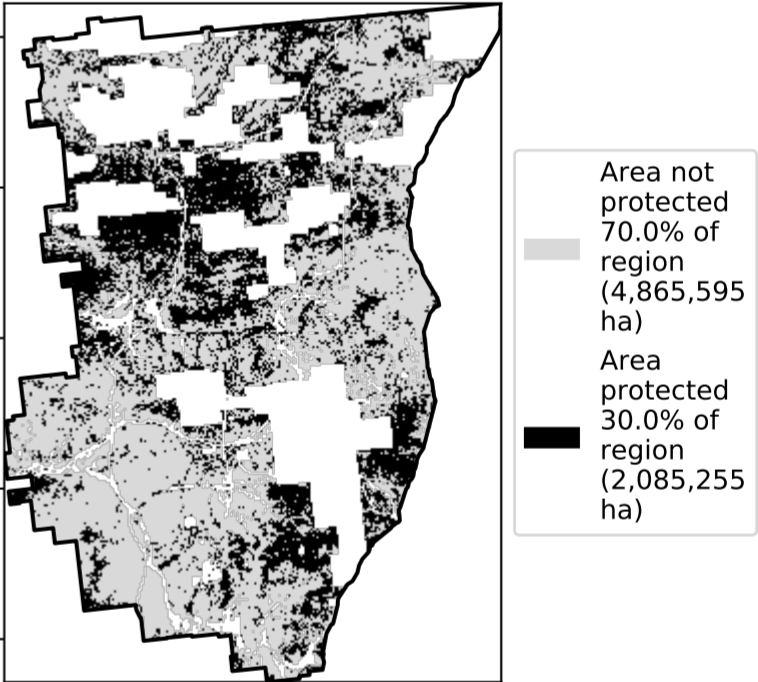 Area not
protected
70.0% of
region
(4,865,595
ha)
Area
protected
30.0% of
region
(2,085,255
ha)